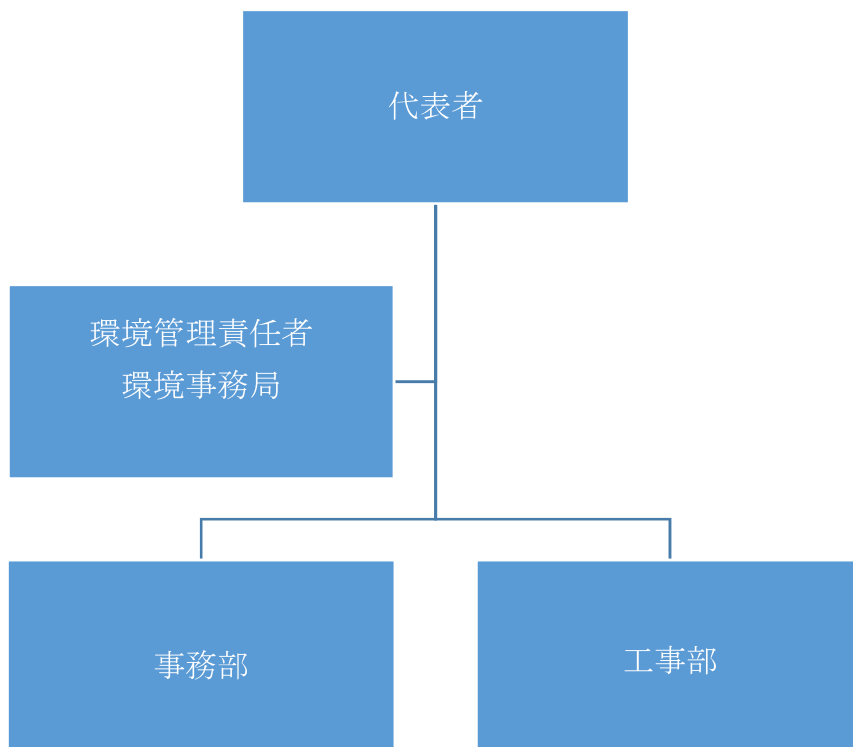 代表者
環境管理責任者
環境事務局
事務部
工事部